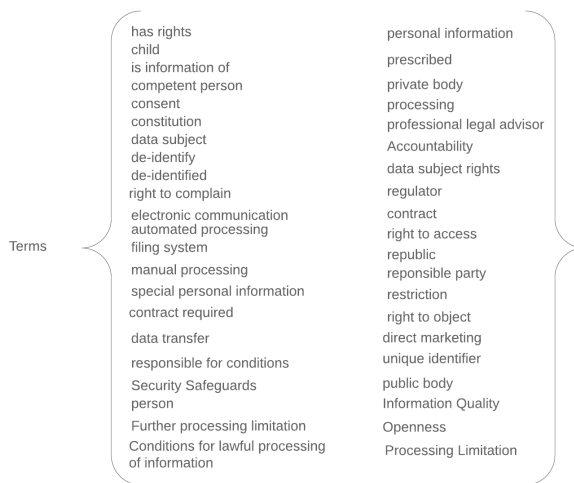 Terms
has rights
child
is information of
competent person
consent
constitution
data subject
de-identify
de-identified
right to complain
electronic communication
automated processing
filing system
manual processing
special personal information
contract required
data transfer
responsible for conditions
Security Safeguards
person
Further processing limitation
Conditions for lawful processing
of information
personal information
prescribed
private body
processing
professional legal advisor
Accountability
data subject rights
regulator
contract
right to access
republic
reponsible party
restriction
right to object
direct marketing
unique identifier
public body
Information Quality
Openness
Processing Limitation